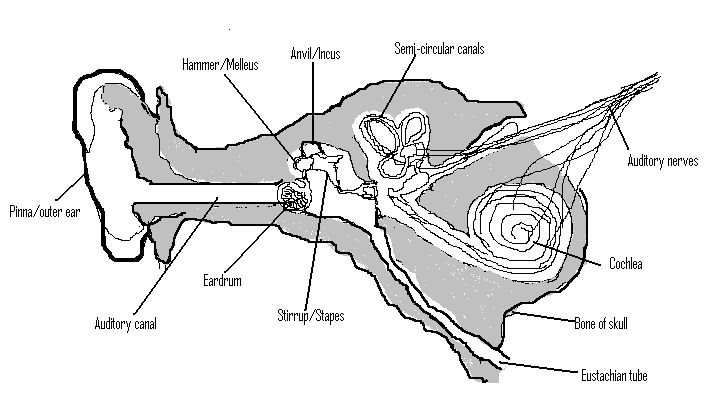 Semi-circular canals
Anvil/Incus
Hammer/Melleus
Auditory nerves
Pinna/outer ear
Cochlea
Eardrum
Stirrup/Stapes
Auditory canal
Bone of skull
Eustachian tube